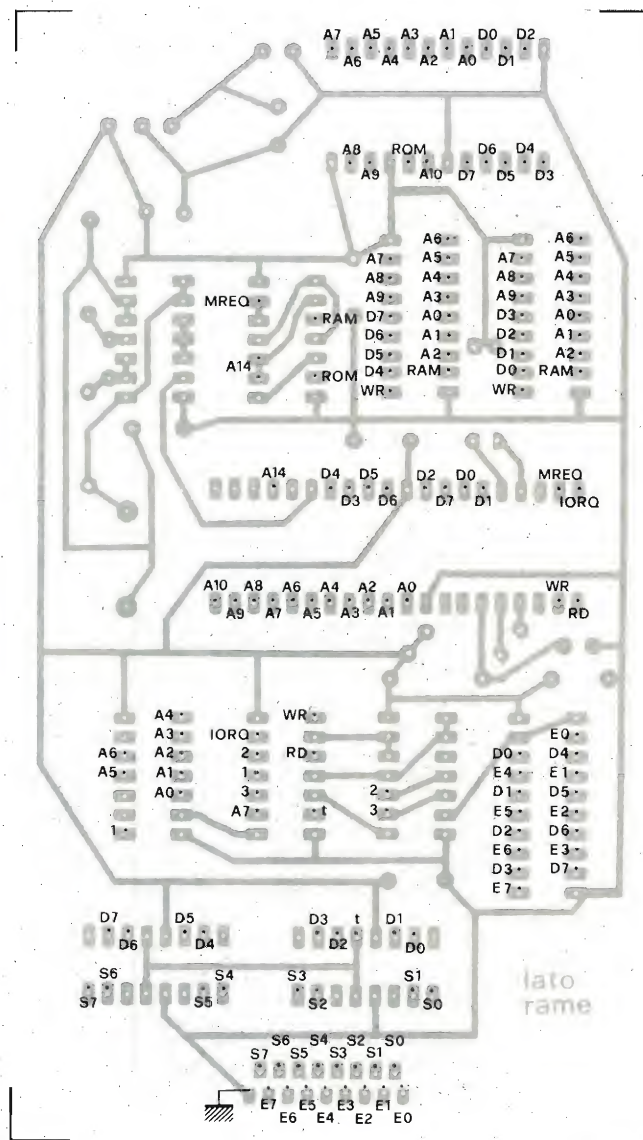 A7 A5 A3 A1 D0 D2
A6 A4 A2 A0 D1
A8 ROM D6 D4
A9 A10 D7 D5 D3
A6 A6
A7 A5 A7 A5
A8 A4 A8 A4
MREQ A9 A3 A9 A3
RAM D7 A0 D3 A0
D6 A1 D2 A1
A14 D5 A2 D1 A2
ROM D4 RAM D0 RAM
WR WR
A14 D4 D5 D2 D0 MREQ
D3 D6 D7 D1 IORQ
A10 A8 A6 A4 A2 A0 WR
A9 A7 A5 A3 A1 RD
A4 WR
A3 IORQ E0
A6 A2 2 RD D0 D4
A5 A1 1 E4 E1
A0 3 2 D1 D5
A7 t 3 E5 E2
1 D2 D6
E6 E3
D3 D7
E7
D7 D5 D3 t D1
D6 D4 D2 D0
S6 S4 S3 S1
S7 S5 S2 S0
lato
rame
S6 S4 S2 S0
S7 S5 S3 S1
E7 E5 E3 E1
E6 E4 E2 E0